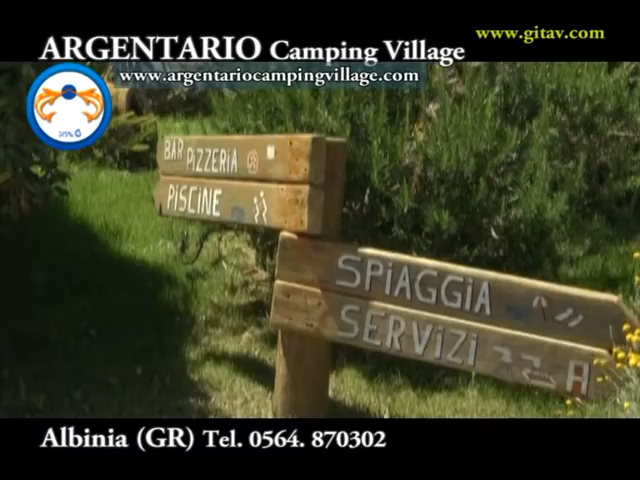 www.gitav.com
ARGENTARIO Camping Village
www.argentariocampingvillage.com
GITAV
BAR PIZZERIA
PISCINE
SPiAGGiA
SERViZi
Albinia (GR) Tel. 0564. 870302